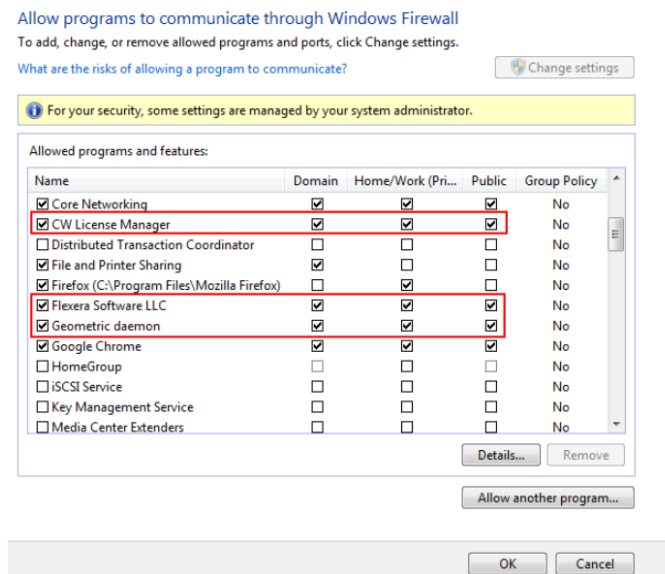 Allow programs to communicate through Windows Firewall
To add, change, or remove allowed programs and ports, click Change settings.
What are the risks of allowing a program to communicate?
Change settings
For your security, some settings are managed by your system administrator.
Allowed programs and features:
Name Domain Home/Work (Pri... Public Group Policy
Core Networking No
CW License Manager No
Distributed Transaction Coordinator No
File and Printer Sharing No
Firefox (C:\Program Files\Mozilla Firefox) No
Flexera Software LLC No
Geometric daemon No
Google Chrome No
HomeGroup No
iSCSI Service No
Key Management Service No
Media Center Extenders No
Details... Remove
Allow another program...
OK Cancel